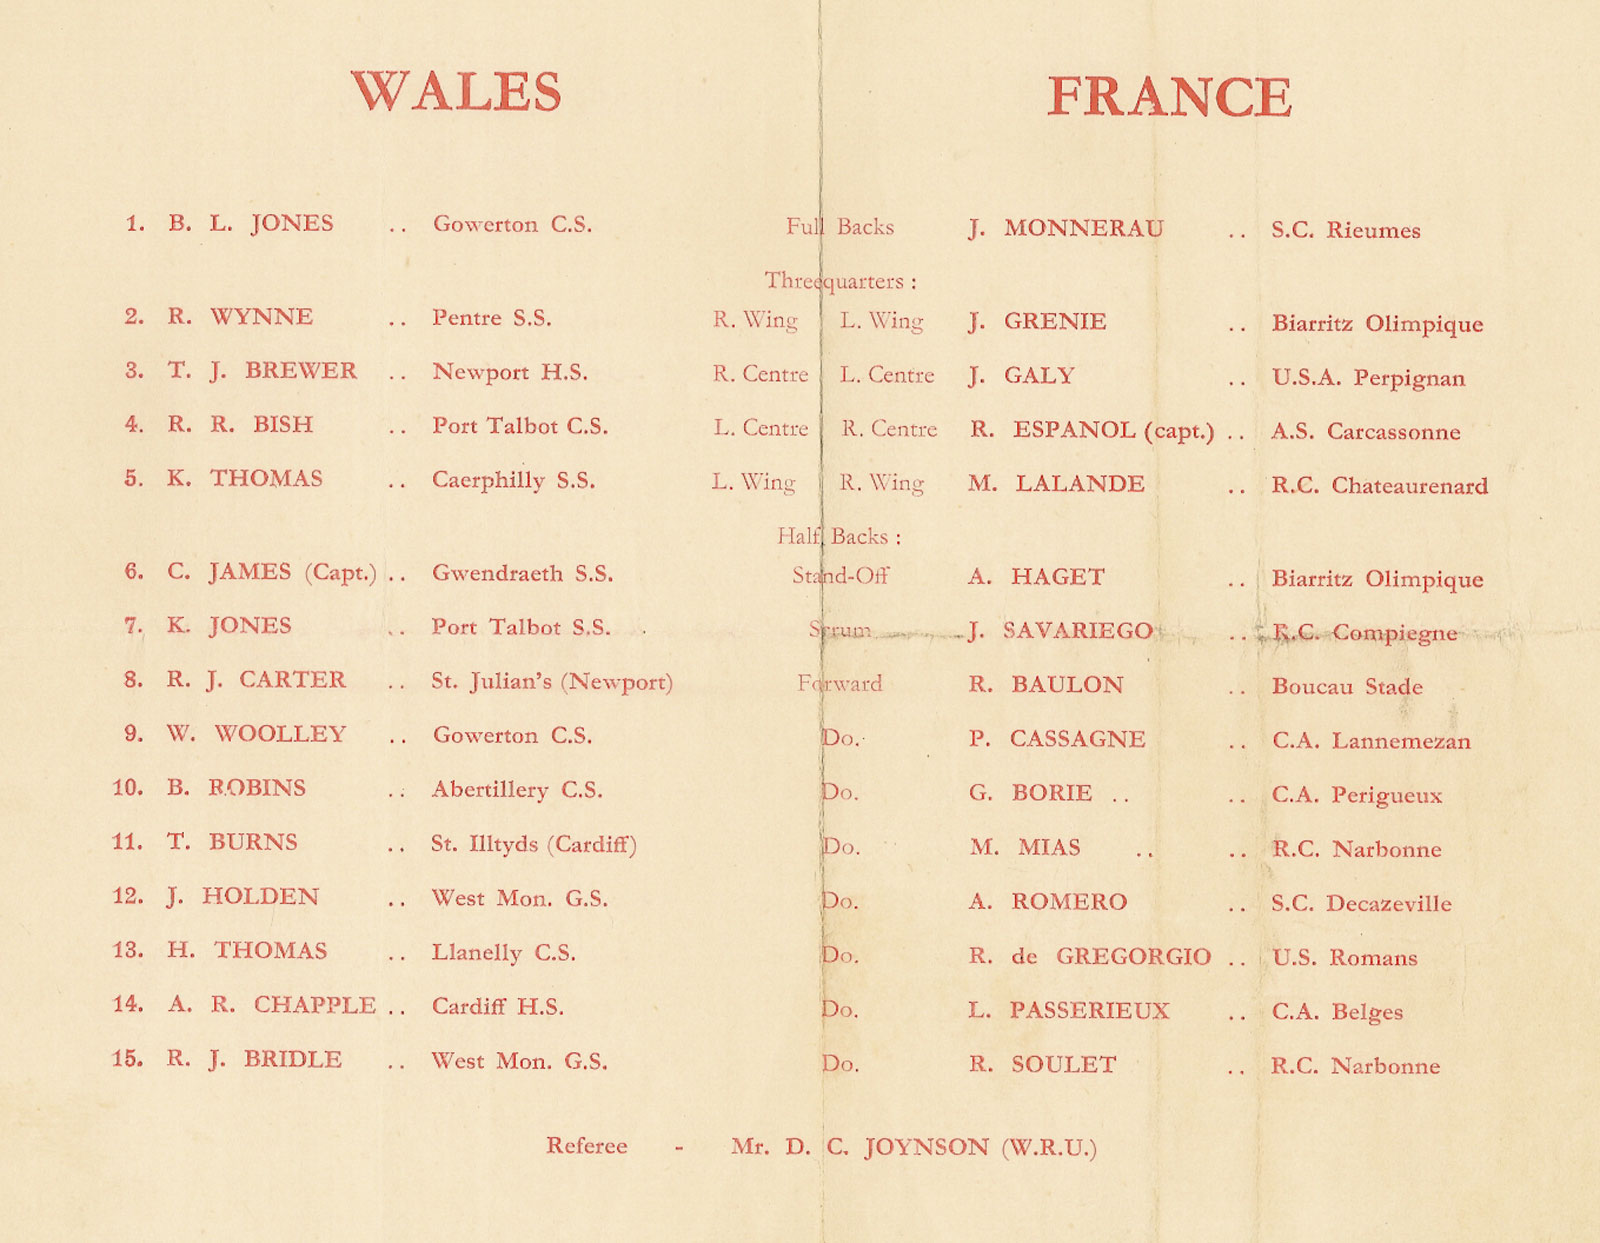 WALES FRANCE
1. B. L. JONES .. Gowerton C.S. Full Backs J. MONNERAU .. S.C. Rieumes
Threequarters :
2. R. WYNNE .. Pentre S.S. R. Wing L. Wing J. GRENIE .. Biarritz Olimpique
3. T. J. BREWER .. Newport H.S. R. Centre L. Centre J. GALY .. U.S.A. Perpignan
4. R. R. BISH .. Port Talbot C.S. L. Centre R. Centre R. ESPANOL (capt.) .. A.S. Carcassonne
5. K. THOMAS .. Caerphilly S.S. L. Wing R. Wing M. LALANDE .. R.C. Chateaurenard
Half Backs :
6. C. JAMES (Capt.) .. Gwendraeth S.S. Stand-Off A. HAGET .. Biarritz Olimpique
7. K. JONES .. Port Talbot S.S. Scrum J. SAVARIEGO .. R.C. Compiegne
8. R. J. CARTER .. St. Julian's (Newport) Forward R. BAULON .. Boucau Stade
9. W. WOOLLEY .. Gowerton C.S. Do. P. CASSAGNE .. C.A. Lannemezan
10. B. ROBINS .. Abertillery C.S. Do. G. BORIE .. .. C.A. Perigueux
11. T. BURNS .. St. Illtyds (Cardiff) Do. M. MIAS .. .. R.C. Narbonne
12. J. HOLDEN .. West Mon. G.S. Do. A. ROMERO .. S.C. Decazeville
13. H. THOMAS .. Llanelly C.S. Do. R. de GREGORGIO .. U.S. Romans
14. A. R. CHAPPLE .. Cardiff H.S. Do. L. PASSERIEUX .. C.A. Belges
15. R. J. BRIDLE .. West Mon. G.S. Do. R. SOULET .. R.C. Narbonne
Referee - Mr. D. C. JOYNSON (W.R.U.)